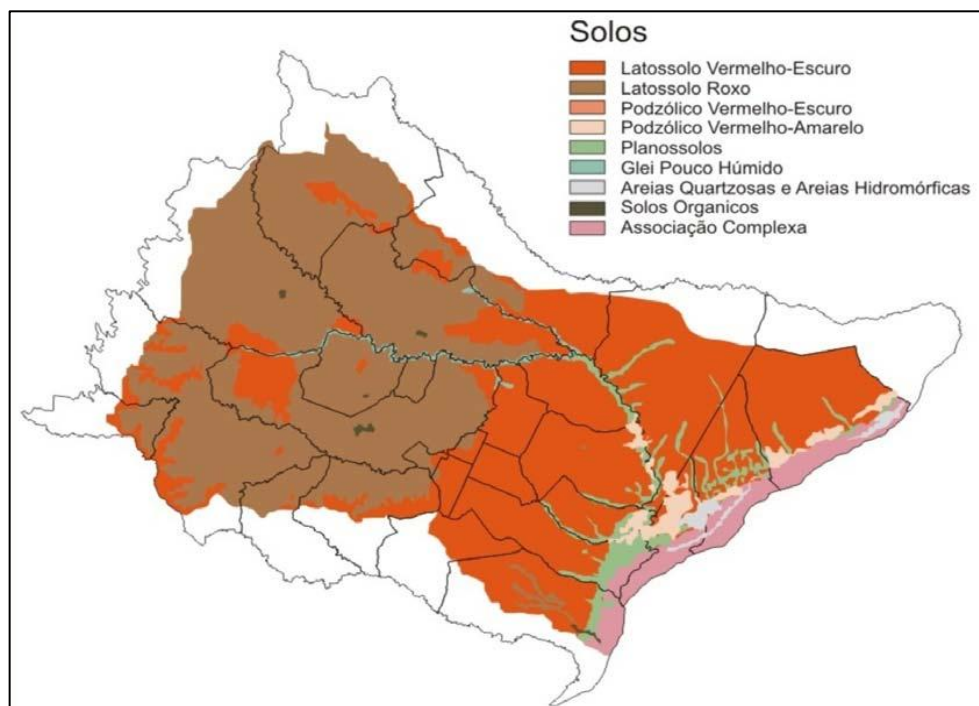 Solos
Latossolo Vermelho-Escuro
Latossolo Roxo
Podzólico Vermelho-Escuro
Podzólico Vermelho-Amarelo
Planossolos
Glei Pouco Húmido
Areias Quartzosas e Areias Hidromórficas
Solos Organicos
Associação Complexa